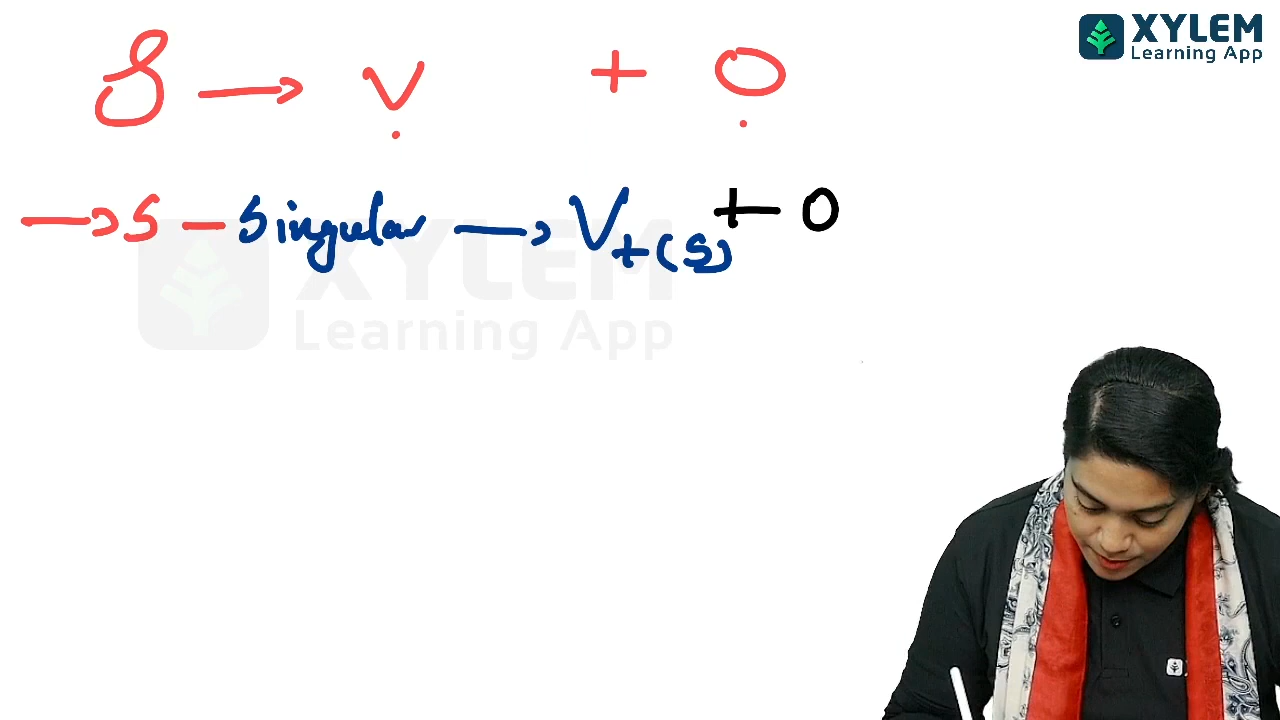 XYLEM
Learning App
S → V + O
→ S – Singular → V+(s) + O
XYLEM
Learning App